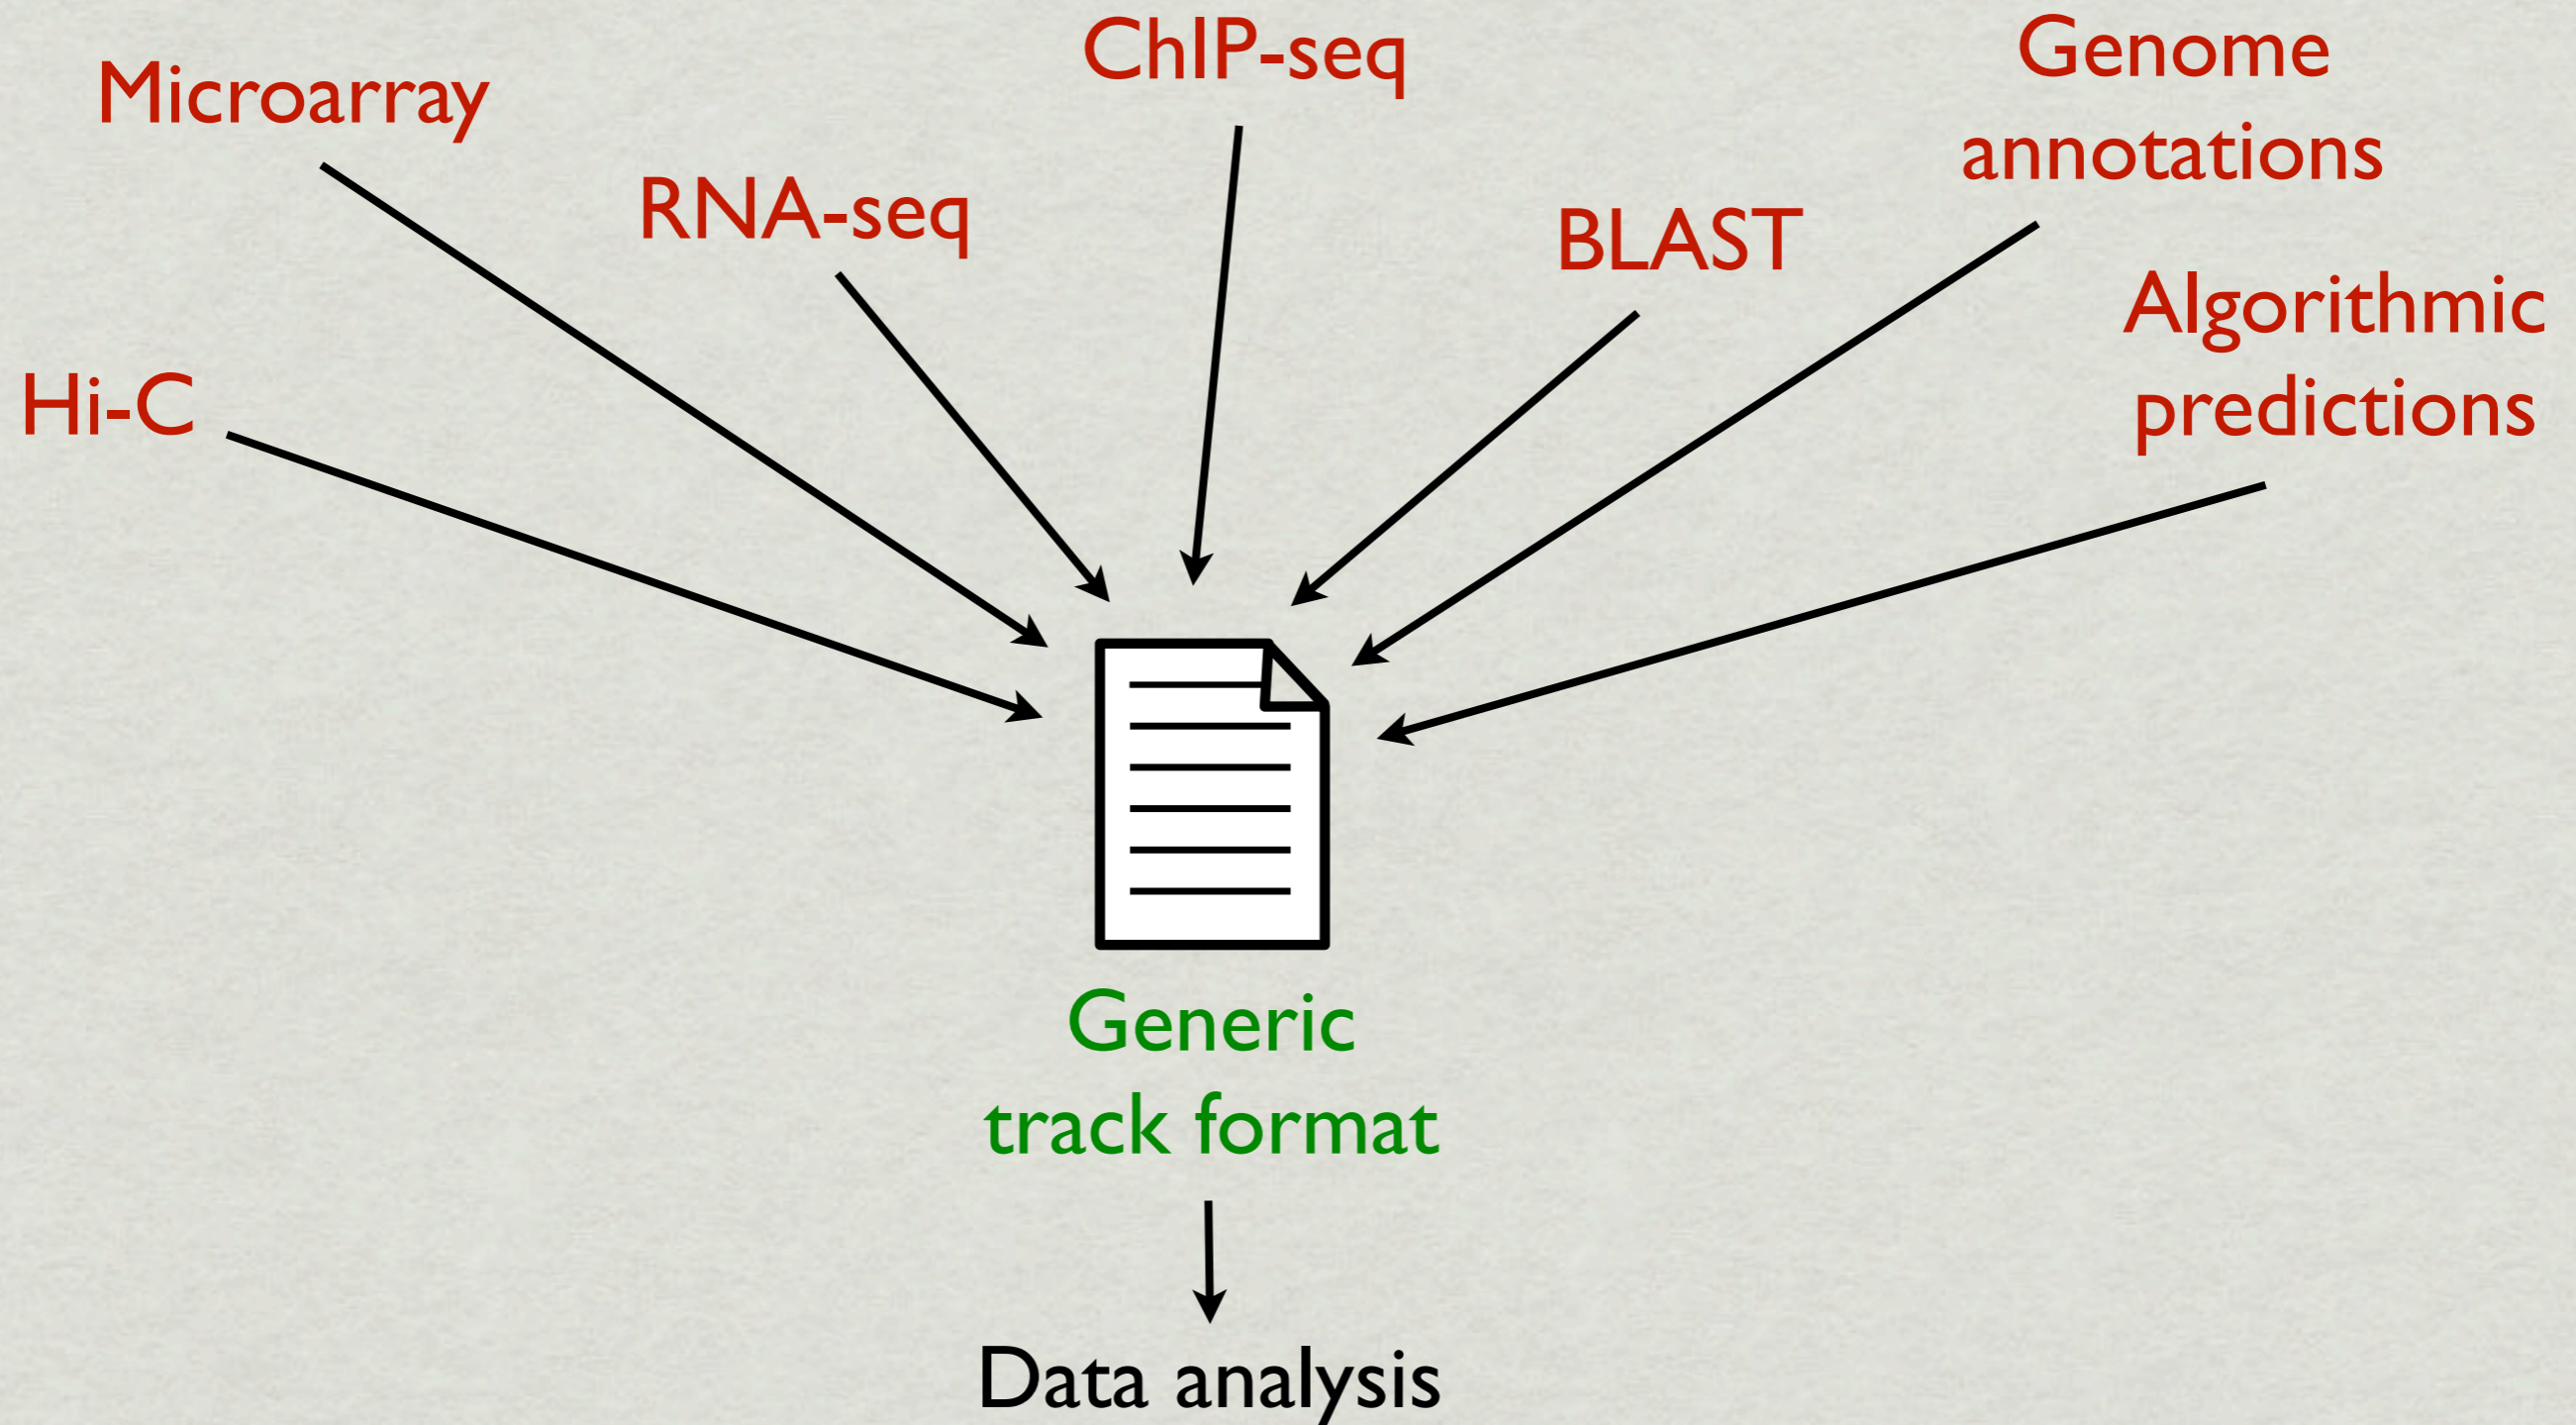 Microarray
RNA-seq
ChIP-seq
BLAST
Genome
annotations
Hi-C
Algorithmic
predictions
Generic
track format
Data analysis